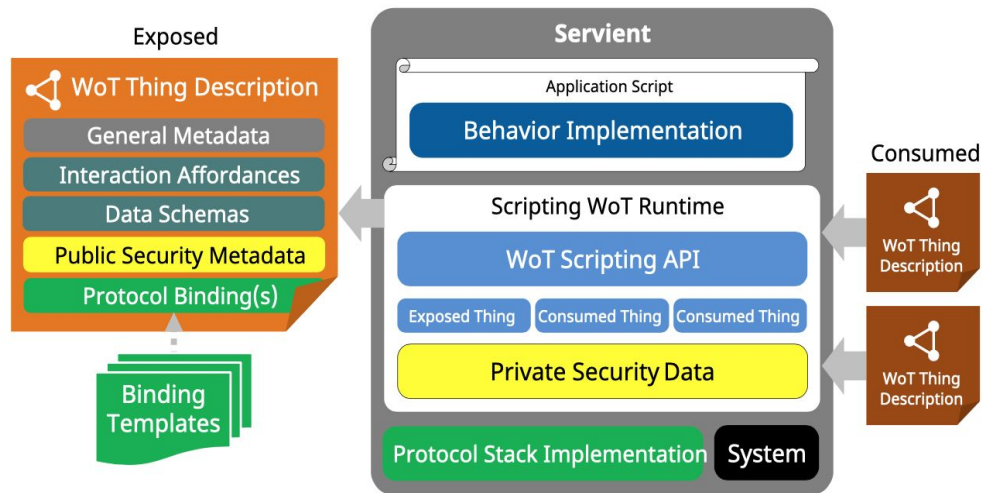 Exposed
WoT Thing Description
General Metadata
Interaction Affordances
Data Schemas
Public Security Metadata
Protocol Binding(s)
Binding
Templates
Servient
Application Script
Behavior Implementation
Scripting WoT Runtime
WoT Scripting API
Exposed Thing
Consumed Thing
Consumed Thing
Private Security Data
Protocol Stack Implementation
System
Consumed
WoT Thing
Description
WoT Thing
Description